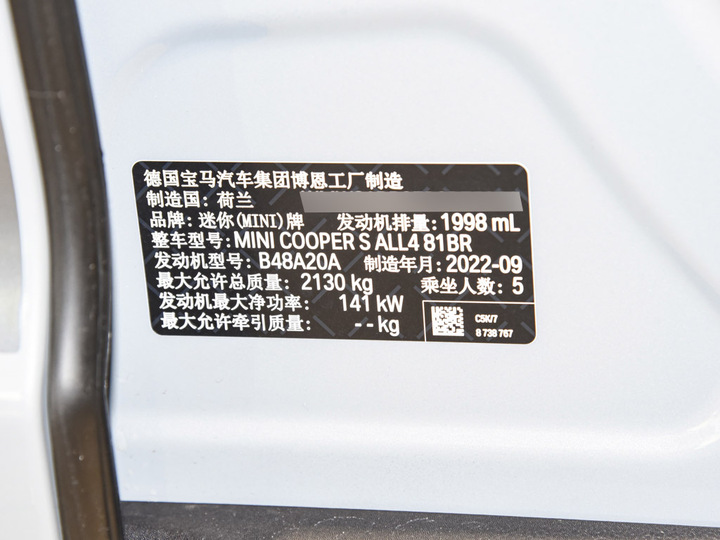 德国宝马汽车集团博恩工厂制造
制造国: 荷兰
品牌: 迷你(MINI)牌 发动机排量: 1998 mL
整车型号: MINI COOPER S ALL4 81BR
发动机型号: B48A20A 制造年月: 2022-09
最大允许总质量: 2130 kg 乘坐人数: 5
发动机最大净功率: 141 kW
最大允许牵引质量: --kg
C5K/7
8 738 767